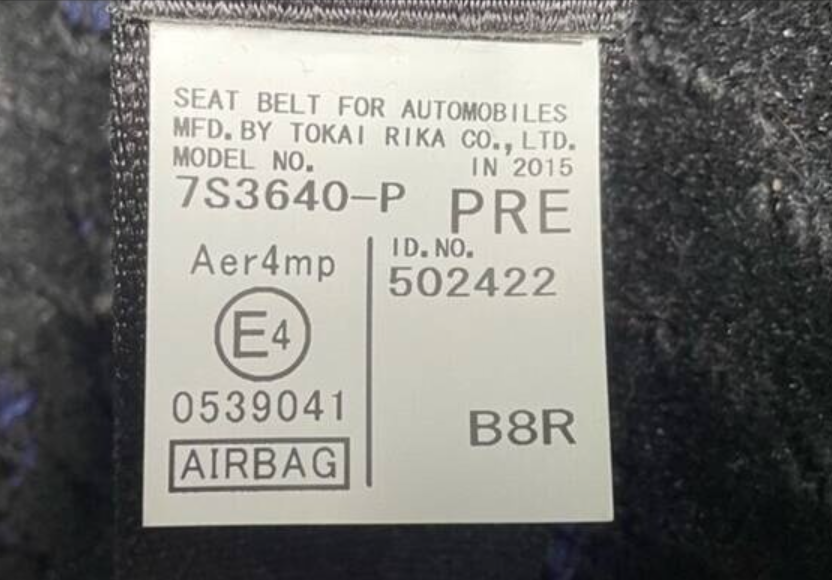 SEAT BELT FOR AUTOMOBILES
MFD. BY TOKAI RIKA CO., LTD.
MODEL NO. IN 2015
7S3640-P PRE
Aer4mp
E4
0539041
AIRBAG
ID. NO.
502422
B8R